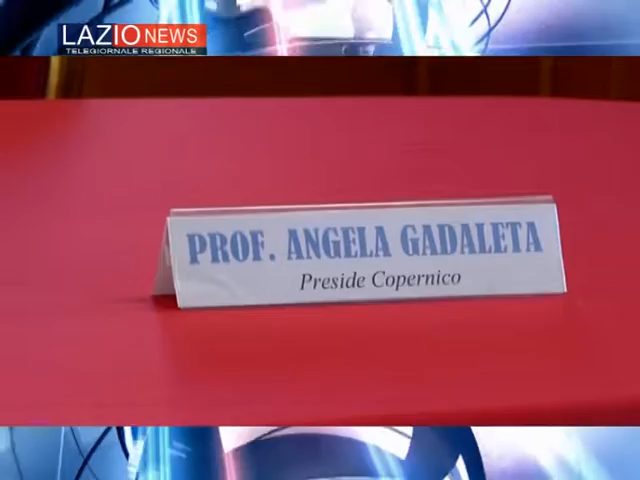 LAZIO NEWS
TELEGIORNALE REGIONALE
PROF. ANGELA GADALETA
Preside Copernico